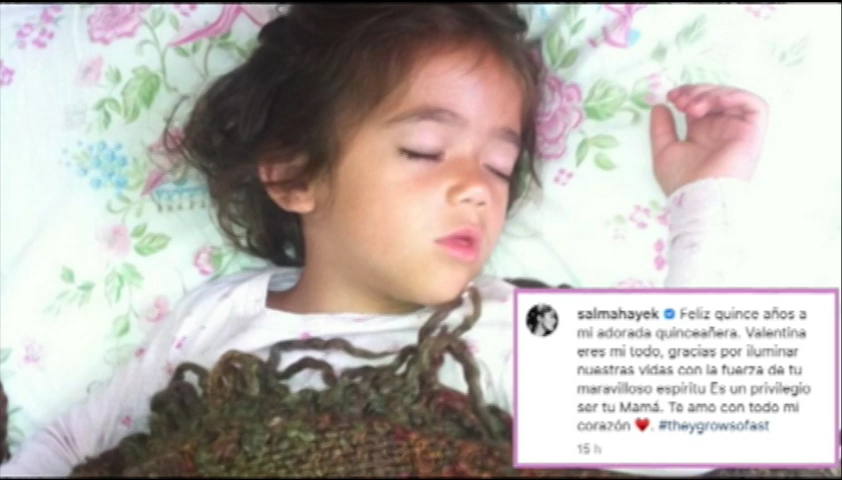 salmahayek Feliz quince años a
mi adorada quinceañera. Valentina
eres mi todo, gracias por iluminar
nuestras vidas con la fuerza de tu
maravilloso espíritu Es un privilegio
ser tu Mamá. Te amo con todo mi
corazón ♥. #theygrowsofast
15 h